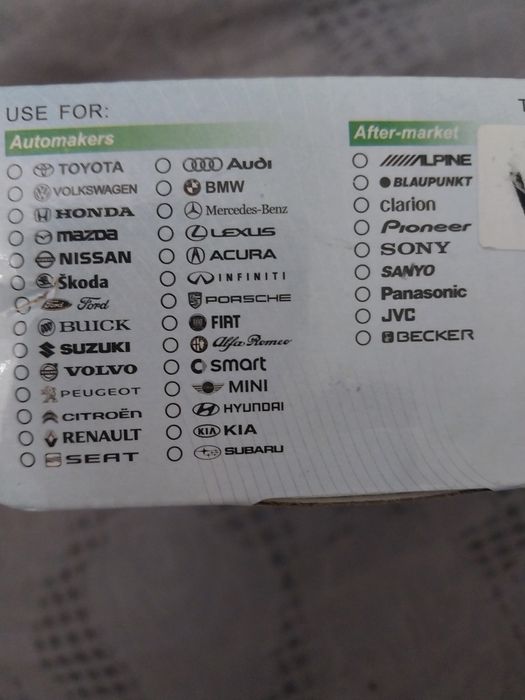 USE FOR:
Automakers
TOYOTA
VOLKSWAGEN
HONDA
mazda
NISSAN
Škoda
Ford
BUICK
SUZUKI
VOLVO
PEUGEOT
CITROËN
RENAULT
SEAT
Audi
BMW
Mercedes-Benz
LEXUS
ACURA
INFINITI
PORSCHE
FIAT
Alfa Romeo
smart
MINI
HYUNDAI
KIA KIA
SUBARU
After-market
ALPINE
BLAUPUNKT
Clarion
Pioneer
SONY
SANYO
Panasonic
JVC
BECKER
T